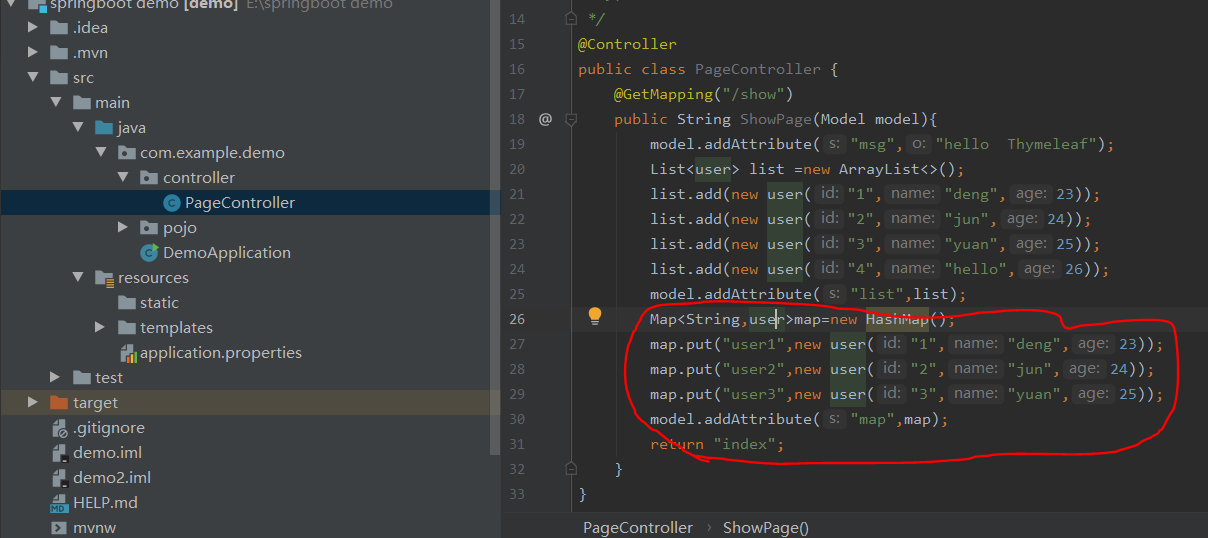 springboot demo [demo] E:\springboot demo
.idea
.mvn
src
main
java
com.example.demo
controller
PageController
pojo
DemoApplication
resources
static
templates
application.properties
test
target
.gitignore
demo.iml
demo2.iml
HELP.md
mvnw
14 */
15 @Controller
16 public class PageController {
17 @GetMapping("/show")
18 @ public String ShowPage(Model model){
19 model.addAttribute( s: "msg", o: "hello  Thymeleaf");
20 List<user> list =new ArrayList<>();
21 list.add(new user( id: "1", name: "deng", age: 23));
22 list.add(new user( id: "2", name: "jun", age: 24));
23 list.add(new user( id: "3", name: "yuan", age: 25));
24 list.add(new user( id: "4", name: "hello", age: 26));
25 model.addAttribute( s: "list",list);
26 Map<String,user>map=new HashMap();
27 map.put("user1",new user( id: "1", name: "deng", age: 23));
28 map.put("user2",new user( id: "2", name: "jun", age: 24));
29 map.put("user3",new user( id: "3", name: "yuan", age: 25));
30 model.addAttribute( s: "map",map);
31 return "index";
32 }
33 }
PageController › ShowPage()